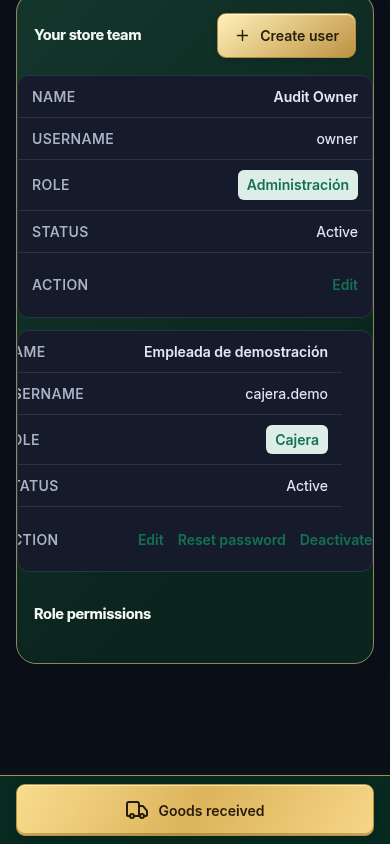 Your store team
+ Create user
NAME Audit Owner
USERNAME owner
ROLE Administración
STATUS Active
ACTION Edit
AME Empleada de demostración
SERNAME cajera.demo
OLE Cajera
TATUS Active
CTION Edit Reset password Deactivate
Role permissions
Goods received